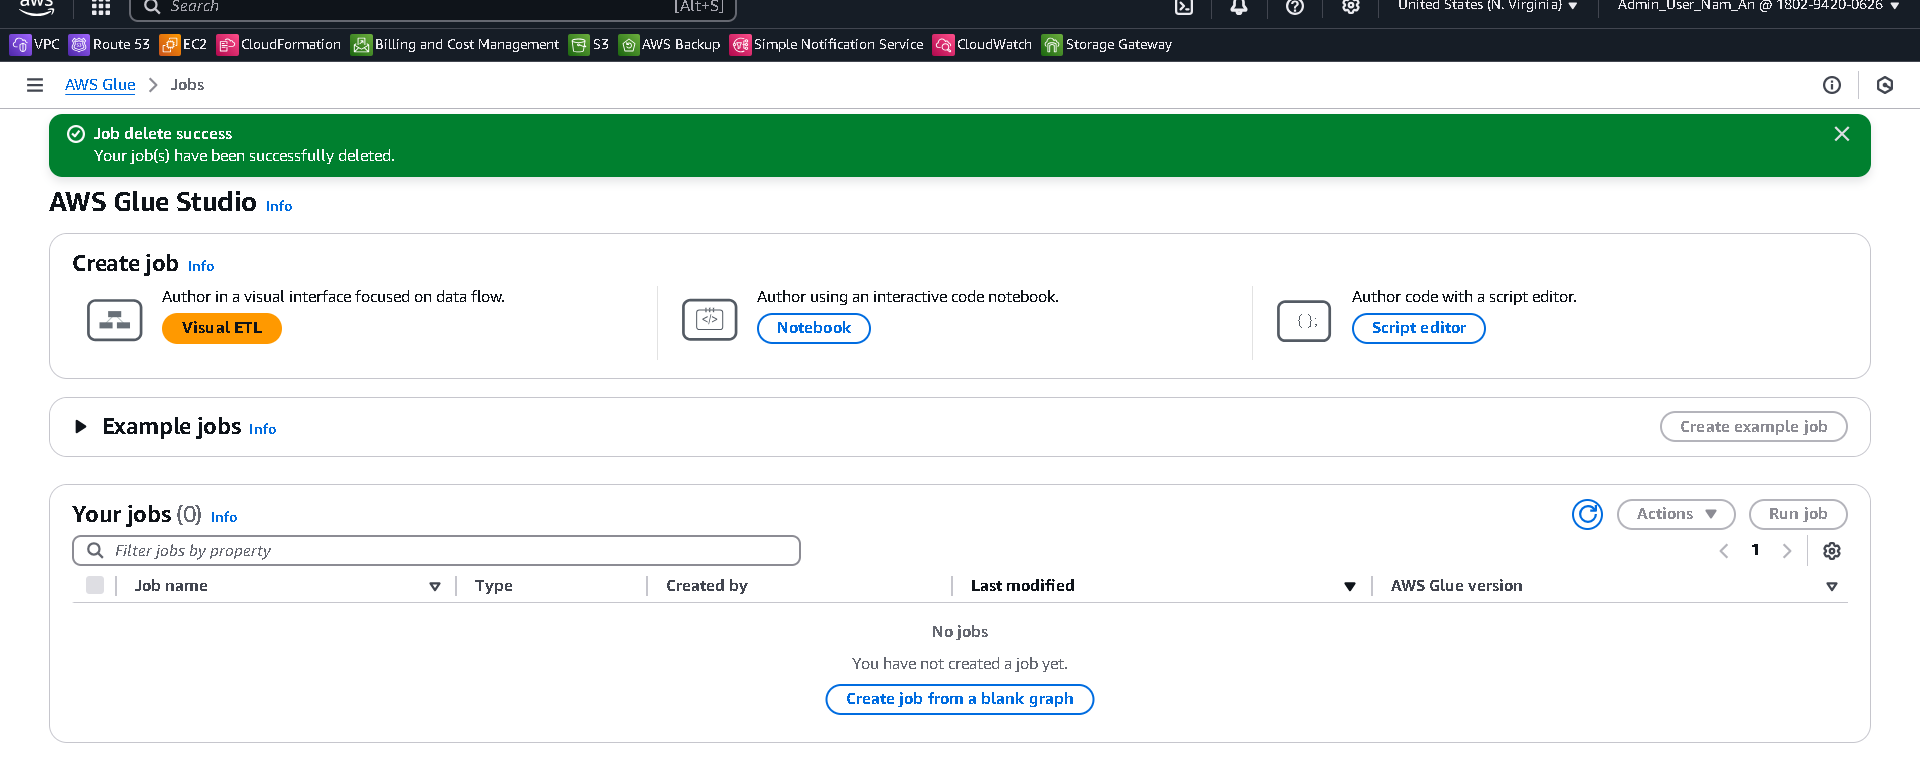 aws
Search
[Alt+S]
United States (N. Virginia)
Admin_User_Nam_An @ 1802-9420-0626
VPC
Route 53
EC2
CloudFormation
Billing and Cost Management
S3
AWS Backup
Simple Notification Service
CloudWatch
Storage Gateway
AWS Glue
Jobs
Job delete success
Your job(s) have been successfully deleted.
AWS Glue Studio Info
Create job Info
Author in a visual interface focused on data flow.
Visual ETL
</>
Author using an interactive code notebook.
Notebook
{ };
Author code with a script editor.
Script editor
Example jobs Info
Create example job
Your jobs (0) Info
Actions
Run job
Filter jobs by property
1
Job name
Type
Created by
Last modified
AWS Glue version
No jobs
You have not created a job yet.
Create job from a blank graph